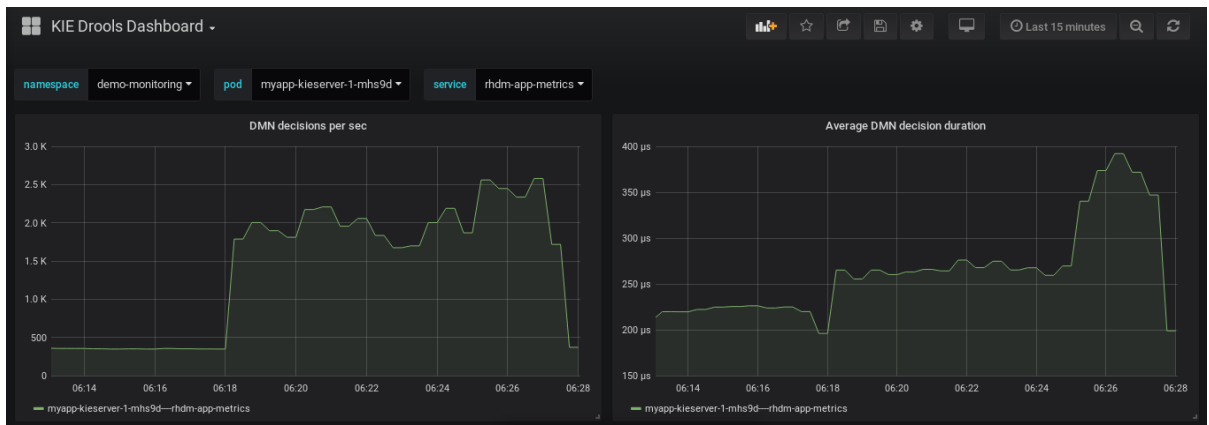 KIE Drools Dashboard
Last 15 minutes
namespace demo-monitoring pod myapp-kieserver-1-mhs9d service rhdm-app-metrics
DMN decisions per sec
3.0 K
2.5 K
2.0 K
1.5 K
1.0 K
500
0
06:14 06:16 06:18 06:20 06:22 06:24 06:26 06:28
myapp-kieserver-1-mhs9d—rhdm-app-metrics
Average DMN decision duration
400 µs
350 µs
300 µs
250 µs
200 µs
150 µs
06:14 06:16 06:18 06:20 06:22 06:24 06:26 06:28
myapp-kieserver-1-mhs9d—rhdm-app-metrics